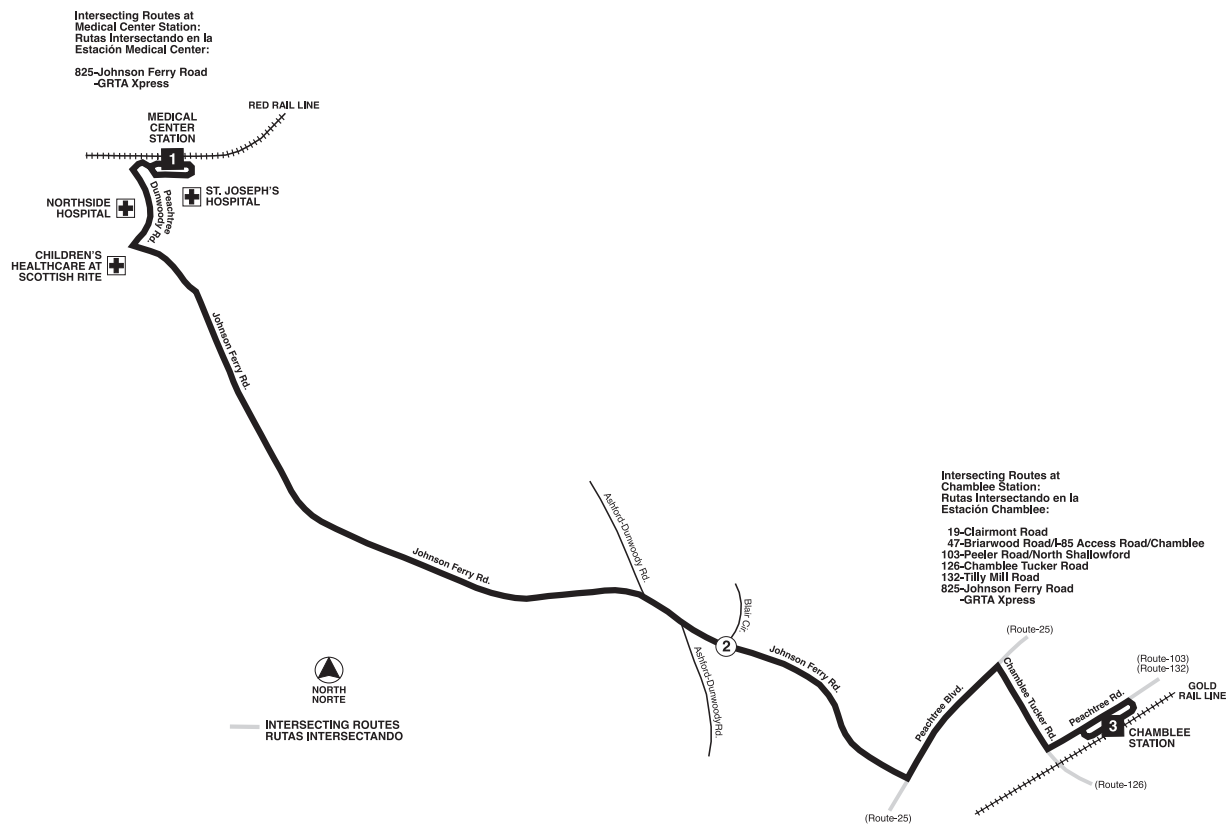 Intersecting Routes at
Medical Center Station:
Rutas Intersectando en la
Estación Medical Center:
825-Johnson Ferry Road
-GRTA Xpress
RED RAIL LINE
MEDICAL
CENTER
STATION
1
Peachtree
Dunwoody Rd.
ST. JOSEPH'S
HOSPITAL
NORTHSIDE
HOSPITAL
CHILDREN'S
HEALTHCARE AT
SCOTTISH RITE
Johnson Ferry Rd.
Johnson Ferry Rd.
Ashford-Dunwoody Rd.
Blair Cir.
2
Ashford-DunwoodyRd.
Johnson Ferry Rd.
Intersecting Routes at
Chamblee Station:
Rutas Intersectando en la
Estación Chamblee:
19-Clairmont Road
47-Briarwood Road/I-85 Access Road/Chamblee
103-Peeler Road/North Shallowford
126-Chamblee Tucker Road
132-Tilly Mill Road
825-Johnson Ferry Road
-GRTA Xpress
(Route-25)
Peachtree Blvd.
Chamblee Tucker Rd.
Peachtree Rd.
(Route-103)
(Route-132)
GOLD
RAIL LINE
3
CHAMBLEE
STATION
(Route-126)
(Route-25)
NORTH
NORTE
INTERSECTING ROUTES
RUTAS INTERSECTANDO